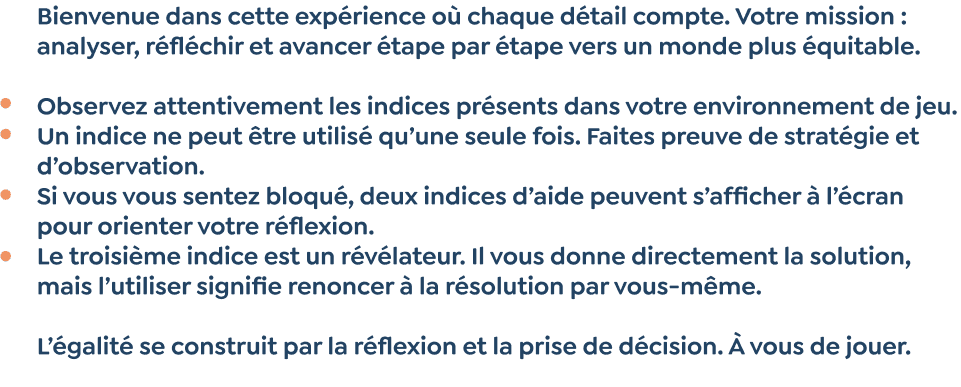 Bienvenue dans cette expérience où chaque détail compte. Votre mission :
analyser, réfléchir et avancer étape par étape vers un monde plus équitable.
• Observez attentivement les indices présents dans votre environnement de jeu.
• Un indice ne peut être utilisé qu’une seule fois. Faites preuve de stratégie et
d’observation.
• Si vous vous sentez bloqué, deux indices d’aide peuvent s’afficher à l’écran
pour orienter votre réflexion.
• Le troisième indice est un révélateur. Il vous donne directement la solution,
mais l’utiliser signifie renoncer à la résolution par vous-même.
L’égalité se construit par la réflexion et la prise de décision. À vous de jouer.